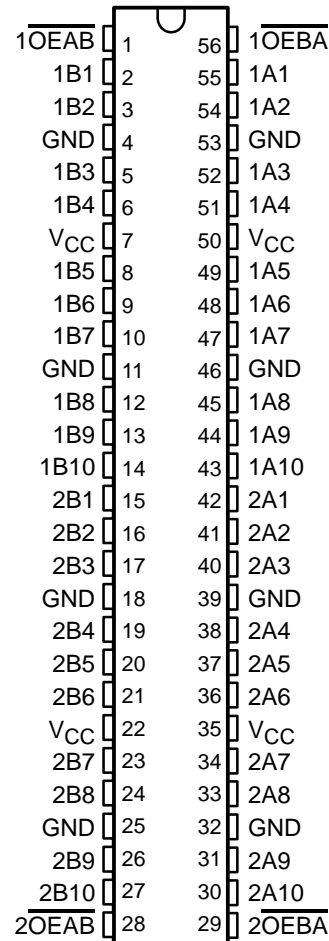 1O̅E̅A̅B̅ 1 56 1O̅E̅B̅A̅
1B1 2 55 1A1
1B2 3 54 1A2
GND 4 53 GND
1B3 5 52 1A3
1B4 6 51 1A4
VCC 7 50 VCC
1B5 8 49 1A5
1B6 9 48 1A6
1B7 10 47 1A7
GND 11 46 GND
1B8 12 45 1A8
1B9 13 44 1A9
1B10 14 43 1A10
2B1 15 42 2A1
2B2 16 41 2A2
2B3 17 40 2A3
GND 18 39 GND
2B4 19 38 2A4
2B5 20 37 2A5
2B6 21 36 2A6
VCC 22 35 VCC
2B7 23 34 2A7
2B8 24 33 2A8
GND 25 32 GND
2B9 26 31 2A9
2B10 27 30 2A10
2O̅E̅A̅B̅ 28 29 2O̅E̅B̅A̅